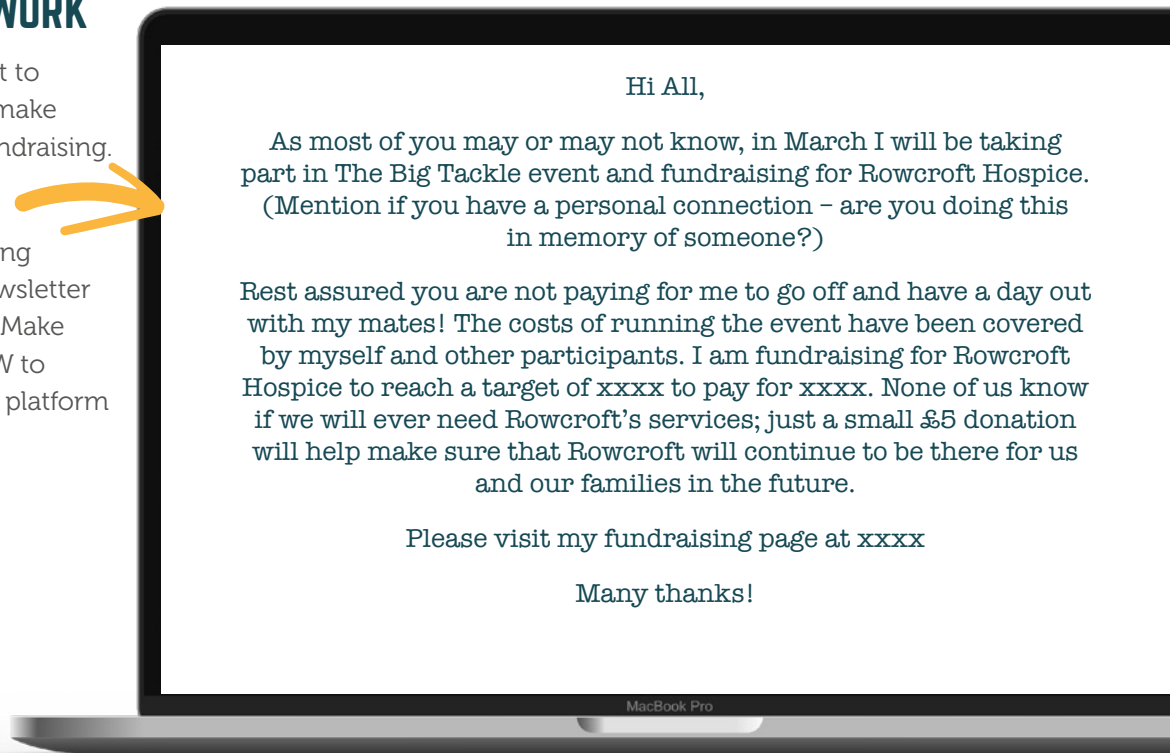 WORK
t to
make
ndraising.
ng
wsletter
Make
W to
platform
Hi All,
As most of you may or may not know, in March I will be taking
part in The Big Tackle event and fundraising for Rowcroft Hospice.
(Mention if you have a personal connection – are you doing this
in memory of someone?)
Rest assured you are not paying for me to go off and have a day out
with my mates! The costs of running the event have been covered
by myself and other participants. I am fundraising for Rowcroft
Hospice to reach a target of xxxx to pay for xxxx. None of us know
if we will ever need Rowcroft’s services; just a small £5 donation
will help make sure that Rowcroft will continue to be there for us
and our families in the future.
Please visit my fundraising page at xxxx
Many thanks!
MacBook Pro